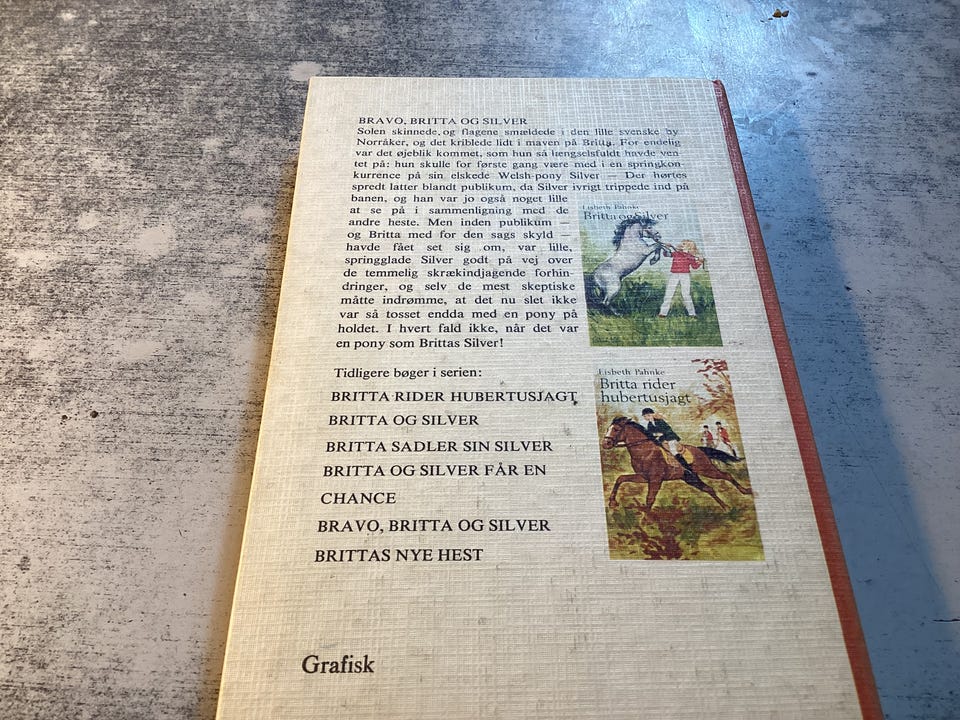 BRAVO, BRITTA OG SILVER
Solen skinnede, og flagene smældede i den lille svenske by
Norråker, og det kriblede lidt i maven på Britta. For endelig
var det øjeblik kommet, som hun så længselsfuldt havde ven-
tet på: hun skulle for første gang være med i en springkon-
kurrence på sin elskede Welsh-pony Silver — Der hørtes
spredt latter blandt publikum, da Silver ivrigt trippede ind på
banen, og han var jo også noget lille
at se på i sammenligning med de
andre heste. Men inden publikum —
og Britta med for den sags skyld —
havde fået set sig om, var lille,
springglade Silver godt på vej over
de temmelig skrækindjagende forhin-
dringer, og selv de mest skeptiske
måtte indrømme, at det nu slet ikke
var så tosset endda med en pony på
holdet. I hvert fald ikke, når det var
en pony som Brittas Silver!
Lisbeth Pahnke
Britta og Silver
Tidligere bøger i serien:
BRITTA RIDER HUBERTUSJAGT
BRITTA OG SILVER
BRITTA SADLER SIN SILVER
BRITTA OG SILVER FÅR EN
CHANCE
BRAVO, BRITTA OG SILVER
BRITTAS NYE HEST
Lisbeth Pahnke
Britta rider
hubertusjagt
Grafisk